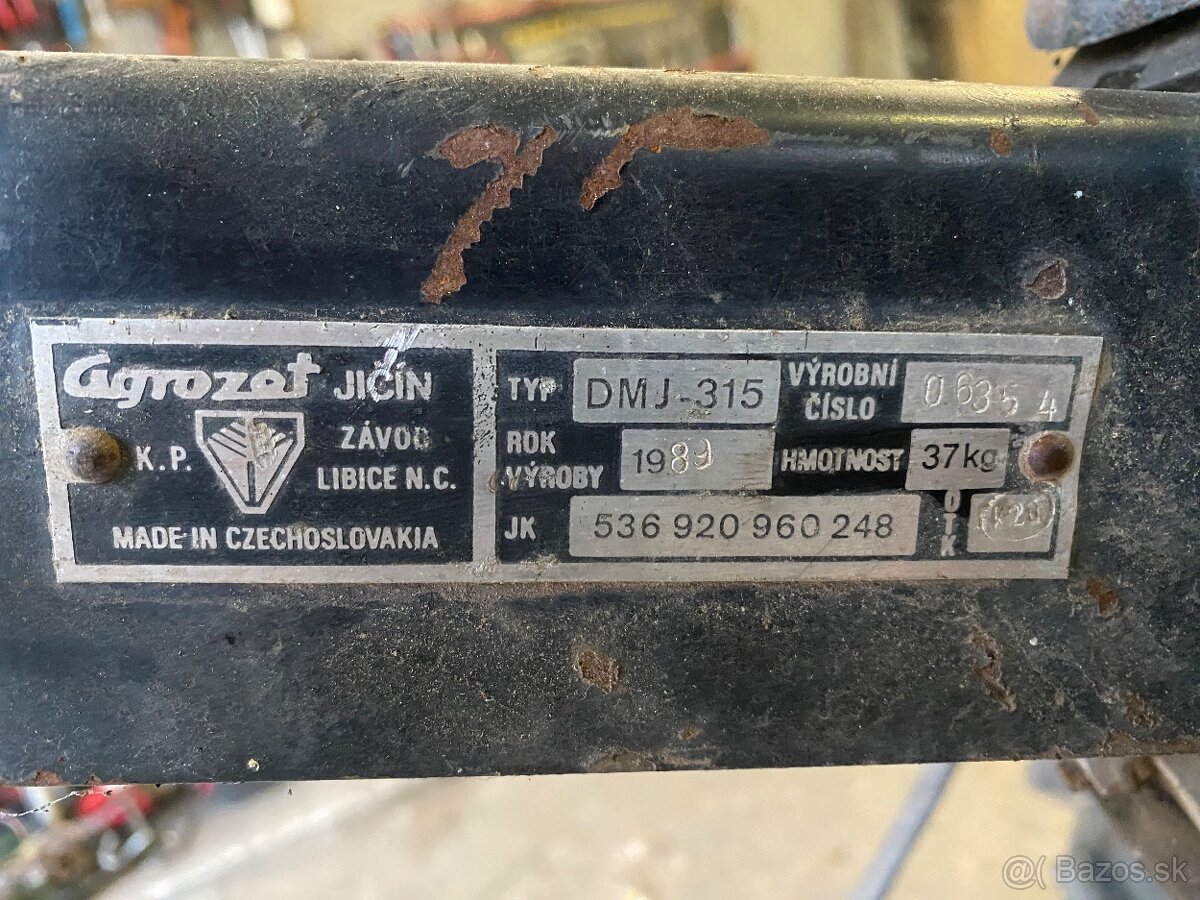 agrozet JIČÍN
K.P. ZÁVOD
LIBICE N.C.
MADE IN CZECHOSLOVAKIA
TYP DMJ-315 VÝROBNÍ ČÍSLO 06354
ROK VÝROBY 1989 HMOTNOST 37kg
JK 536 920 960 248 OTK
@( Bazos.sk